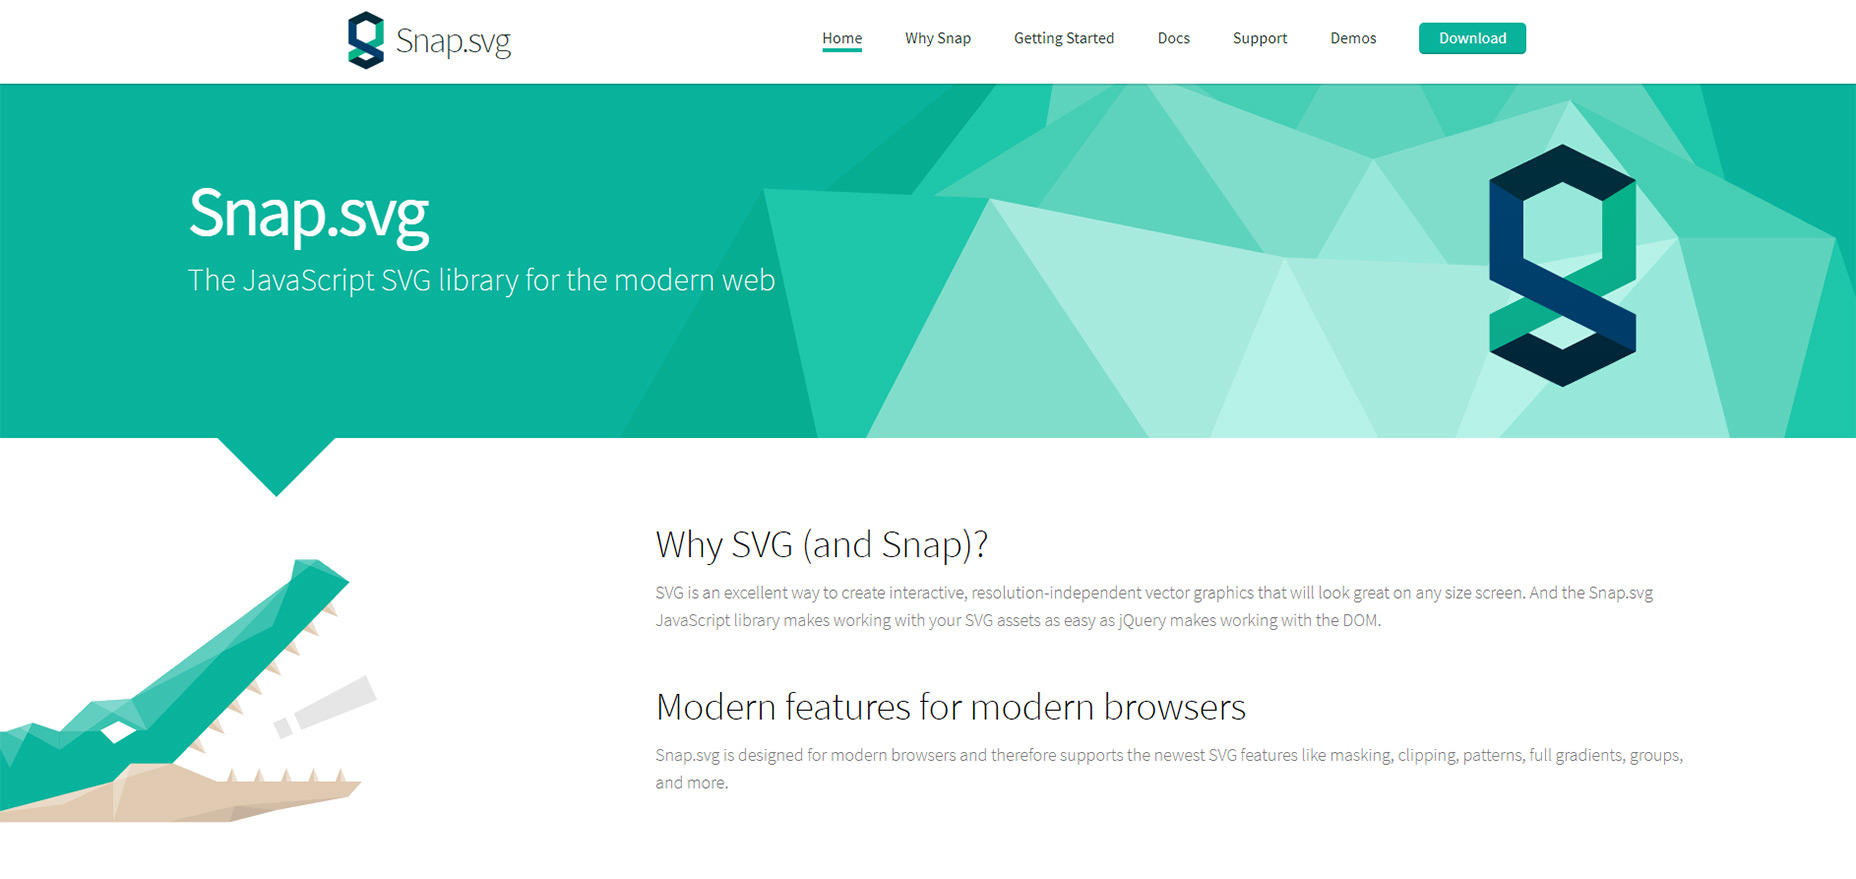 Snap.svg
Home Why Snap Getting Started Docs Support Demos Download
Snap.svg
The JavaScript SVG library for the modern web
Why SVG (and Snap)?
SVG is an excellent way to create interactive, resolution-independent vector graphics that will look great on any size screen. And the Snap.svg
JavaScript library makes working with your SVG assets as easy as jQuery makes working with the DOM.
Modern features for modern browsers
Snap.svg is designed for modern browsers and therefore supports the newest SVG features like masking, clipping, patterns, full gradients, groups,
and more.